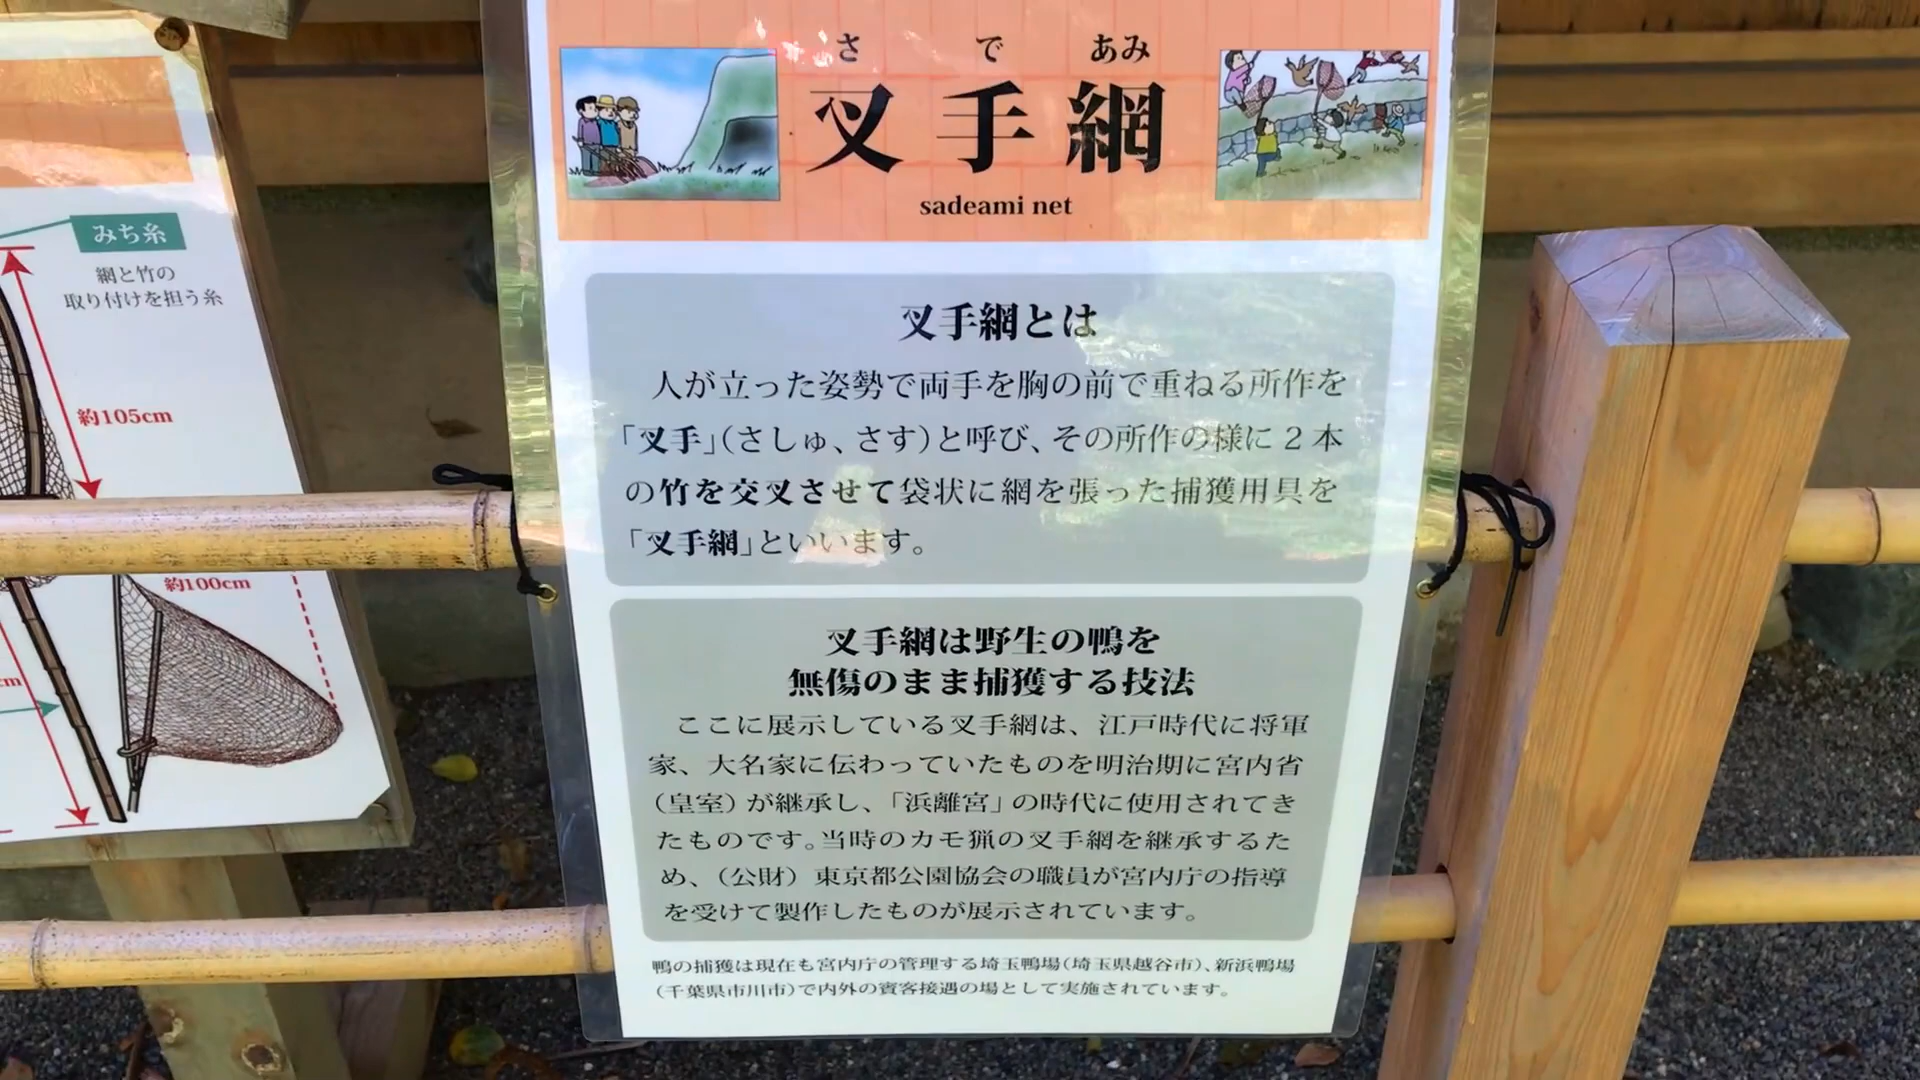 みち糸
網と竹の
取り付けを担う糸
約105cm
約100cm
cm
さ で あみ
叉手網
sadeami net
叉手網とは
人が立った姿勢で両手を胸の前で重ねる所作を
「叉手」(さしゅ、さす)と呼び、その所作の様に2本
の竹を交叉させて袋状に網を張った捕獲用具を
「叉手網」といいます。
叉手網は野生の鴨を
無傷のまま捕獲する技法
ここに展示している叉手網は、江戸時代に将軍
家、大名家に伝わっていたものを明治期に宮内省
(皇室)が継承し、「浜離宮」の時代に使用されてき
たものです。当時のカモ猟の叉手網を継承するた
め、(公財)東京都公園協会の職員が宮内庁の指導
を受けて製作したものが展示されています。
鴨の捕獲は現在も宮内庁の管理する埼玉鴨場(埼玉県越谷市)、新浜鴨場
(千葉県市川市)で内外の賓客接遇の場として実施されています。